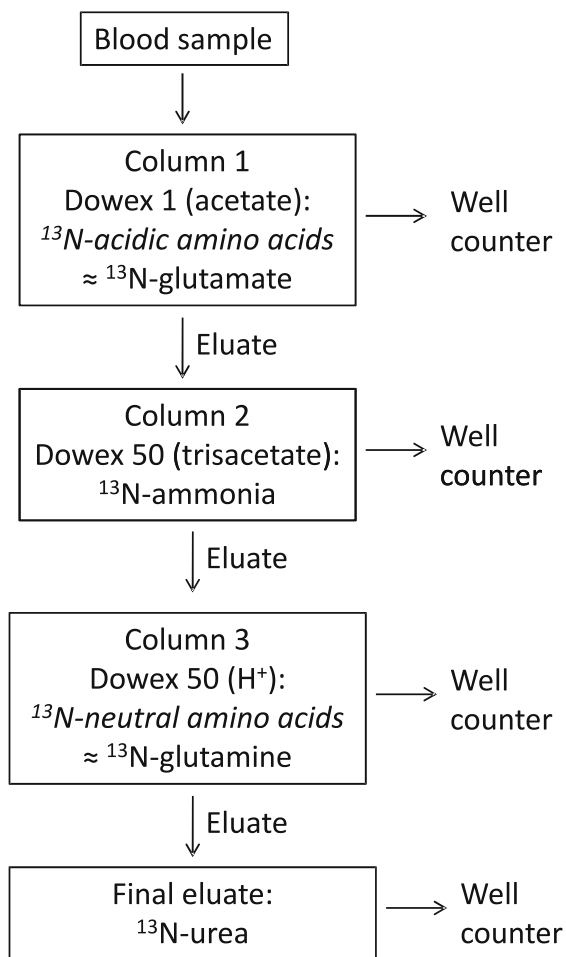 Blood sample
Column 1
Dowex 1 (acetate):
¹³N-acidic amino acids
≈ ¹³N-glutamate
Well
counter
Eluate
Column 2
Dowex 50 (trisacetate):
¹³N-ammonia
Well
counter
Eluate
Column 3
Dowex 50 (H⁺):
¹³N-neutral amino acids
≈ ¹³N-glutamine
Well
counter
Eluate
Final eluate:
¹³N-urea
Well
counter